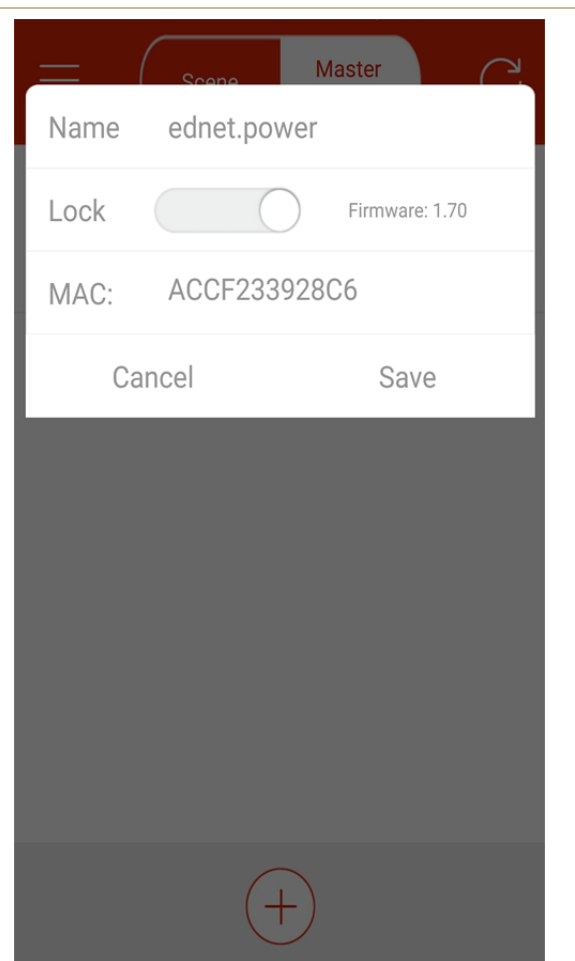 Scene
Master
Name ednet.power
Lock Firmware: 1.70
MAC: ACCF233928C6
Cancel Save